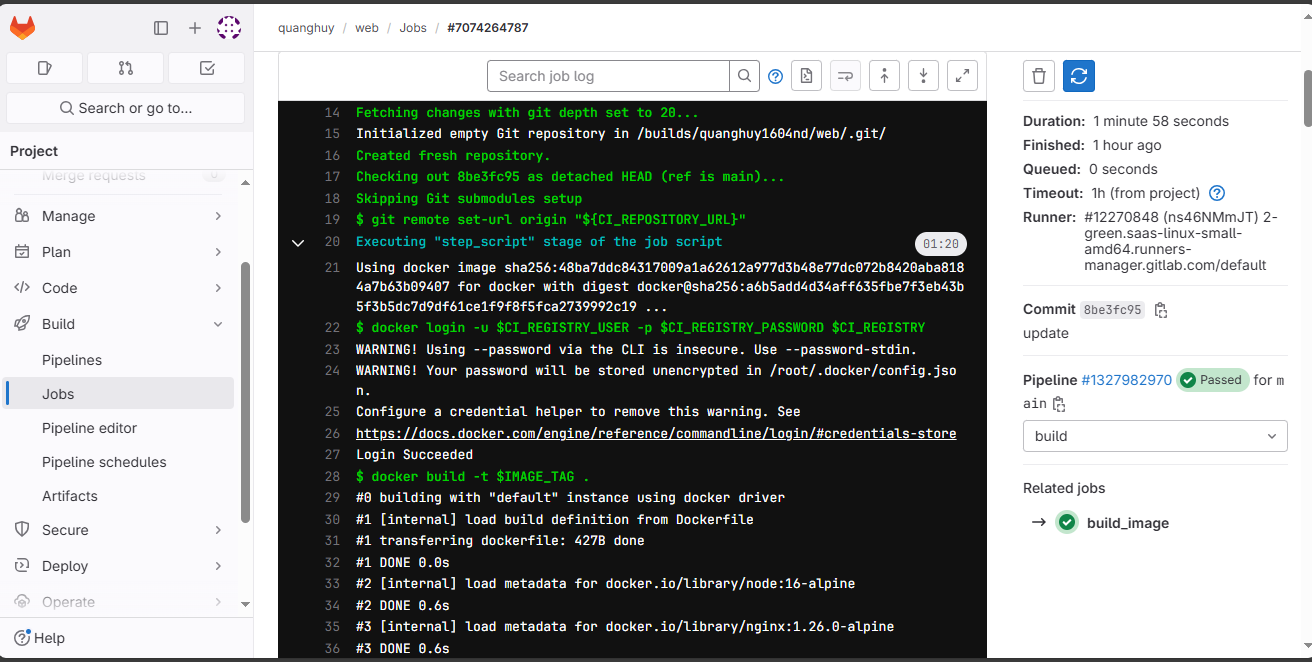 quanghuy / web / Jobs / #7074264787
Search or go to...
Project
Merge requests 0
Manage
Plan
Code
Build
Pipelines
Jobs
Pipeline editor
Pipeline schedules
Artifacts
Secure
Deploy
Operate
Help
Search job log
14 Fetching changes with git depth set to 20...
15 Initialized empty Git repository in /builds/quanghuy1604nd/web/.git/
16 Created fresh repository.
17 Checking out 8be3fc95 as detached HEAD (ref is main)...
18 Skipping Git submodules setup
19 $ git remote set-url origin "${CI_REPOSITORY_URL}"
20 Executing "step_script" stage of the job script 01:20
21 Using docker image sha256:48ba7ddc84317009a1a62612a977d3b48e77dc072b8420aba818
4a7b63b09407 for docker with digest docker@sha256:a6b5add4d34aff635fbe7f3eb43b
5f3b5dc7d9df61ce1f9f8f5fca2739992c19 ...
22 $ docker login -u $CI_REGISTRY_USER -p $CI_REGISTRY_PASSWORD $CI_REGISTRY
23 WARNING! Using --password via the CLI is insecure. Use --password-stdin.
24 WARNING! Your password will be stored unencrypted in /root/.docker/config.jso
n.
25 Configure a credential helper to remove this warning. See
26 https://docs.docker.com/engine/reference/commandline/login/#credentials-store
27 Login Succeeded
28 $ docker build -t $IMAGE_TAG .
29 #0 building with "default" instance using docker driver
30 #1 [internal] load build definition from Dockerfile
31 #1 transferring dockerfile: 427B done
32 #1 DONE 0.0s
33 #2 [internal] load metadata for docker.io/library/node:16-alpine
34 #2 DONE 0.6s
35 #3 [internal] load metadata for docker.io/library/nginx:1.26.0-alpine
36 #3 DONE 0.6s
Duration: 1 minute 58 seconds
Finished: 1 hour ago
Queued: 0 seconds
Timeout: 1h (from project)
Runner: #12270848 (ns46NMmJT) 2-
green.saas-linux-small-
amd64.runners-
manager.gitlab.com/default
Commit 8be3fc95
update
Pipeline #1327982970 Passed for m
ain
build
Related jobs
build_image